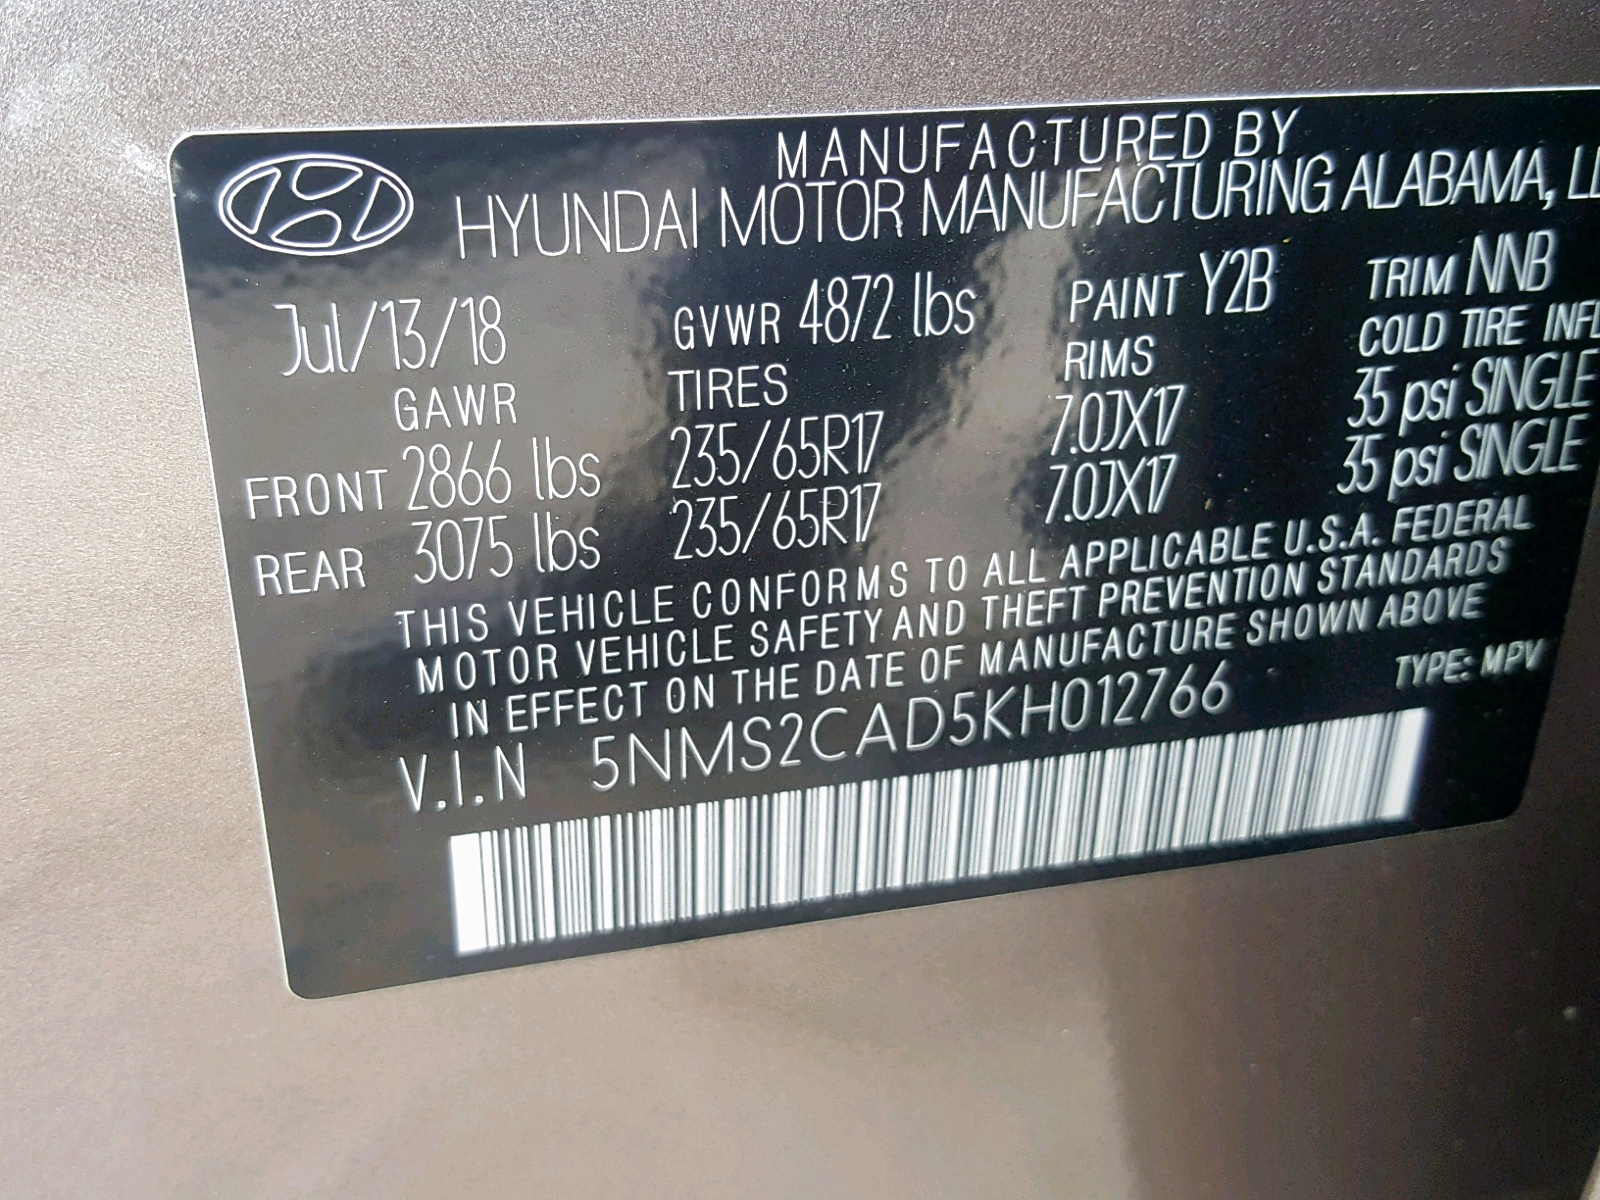 MANUFACTURED BY
HYUNDAI MOTOR MANUFACTURING ALABAMA,
Jul/13/18 GVWR 4872 lbs PAINT Y2B TRIM NNB
GAWR TIRES RIMS COLD TIRE
FRONT 2866 lbs 235/65R17 7.0JX17 35 psi SINGLE
REAR 3075 lbs 235/65R17 7.0JX17 35 psi SINGLE
THIS VEHICLE CONFORMS TO ALL APPLICABLE U.S.A. FEDERAL
MOTOR VEHICLE SAFETY AND THEFT PREVENTION STANDARDS
IN EFFECT ON THE DATE OF MANUFACTURE SHOWN ABOVE
V.I.N 5NMS2CAD5KH012766 TYPE: MPV